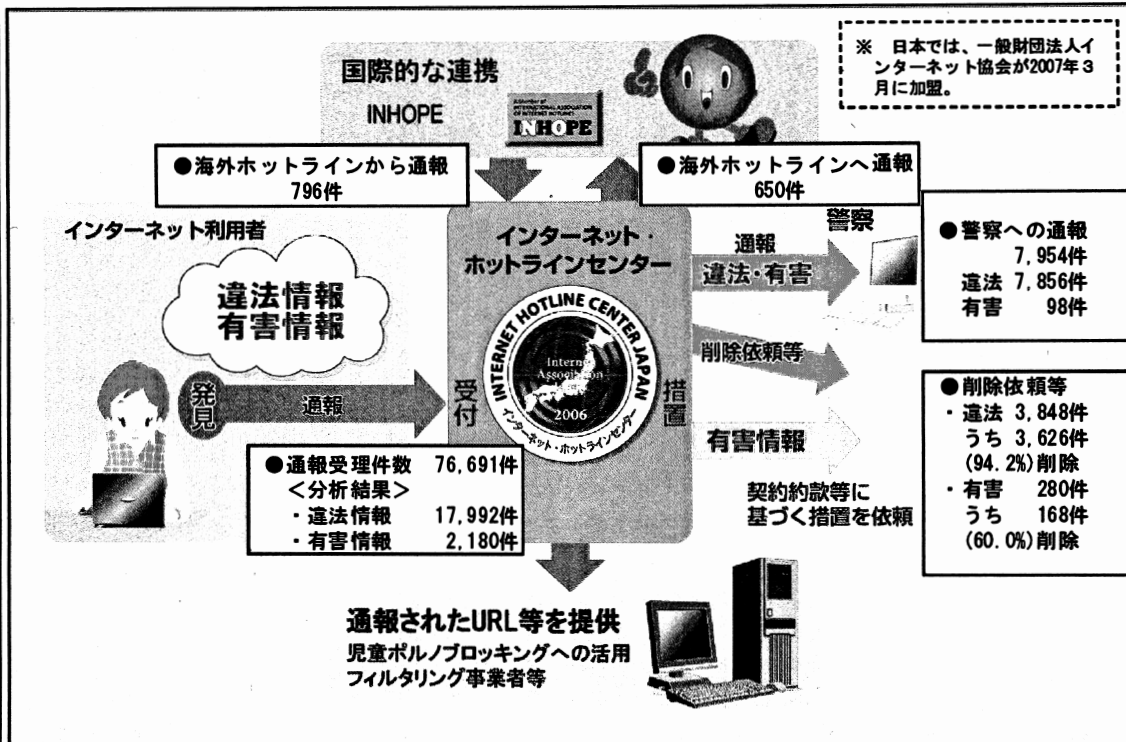 国際的な連携
INHOPE
A Member of
INTERNATIONAL ASSOCIATION
OF INTERNET HOTLINES
INHOPE
※ 日本では、一般財団法人イ
ンターネット協会が2007年3
月に加盟。
●海外ホットラインから通報
796件
●海外ホットラインへ通報
650件
インターネット利用者
違法情報
有害情報
発見
通報
インターネット・
ホットラインセンター
受付
措置
INTERNET HOTLINE CENTER JAPAN
Internet
Association
2006
インターネット・ホットラインセンター
通報
違法・有害
警察
●警察への通報
7,954件
違法 7,856件
有害 98件
削除依頼等
有害情報
契約約款等に
基づく措置を依頼
●削除依頼等
・違法 3,848件
うち 3,626件
(94.2%)削除
・有害 280件
うち 168件
(60.0%)削除
●通報受理件数 76,691件
<分析結果>
・違法情報 17,992件
・有害情報 2,180件
通報されたURL等を提供
児童ポルノブロッキングへの活用
フィルタリング事業者等